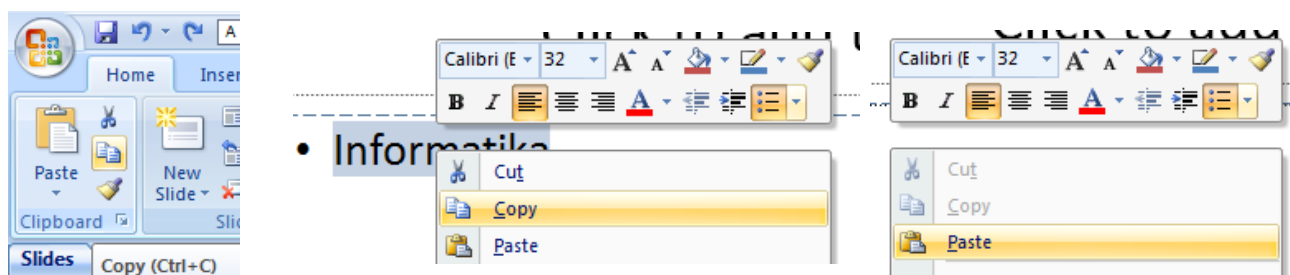 A
Home Inser
Paste
New
Slide
Clipboard
Slides
Copy (Ctrl+C)
Calibri (E 32 A A
B I A
• Informatika
Cut
Copy
Paste
Click to add
Calibri (E 32 A A
B I A
Cut
Copy
Paste